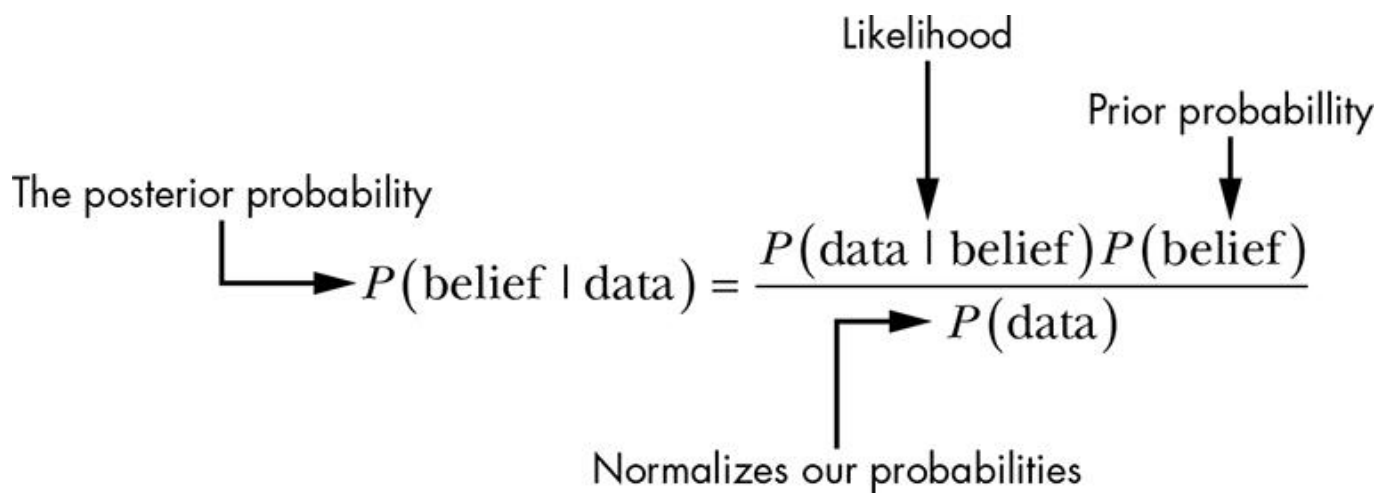 Likelihood
Prior probabillity
The posterior probability
P(belief | data) = P(data | belief) P(belief)
P(data)
Normalizes our probabilities